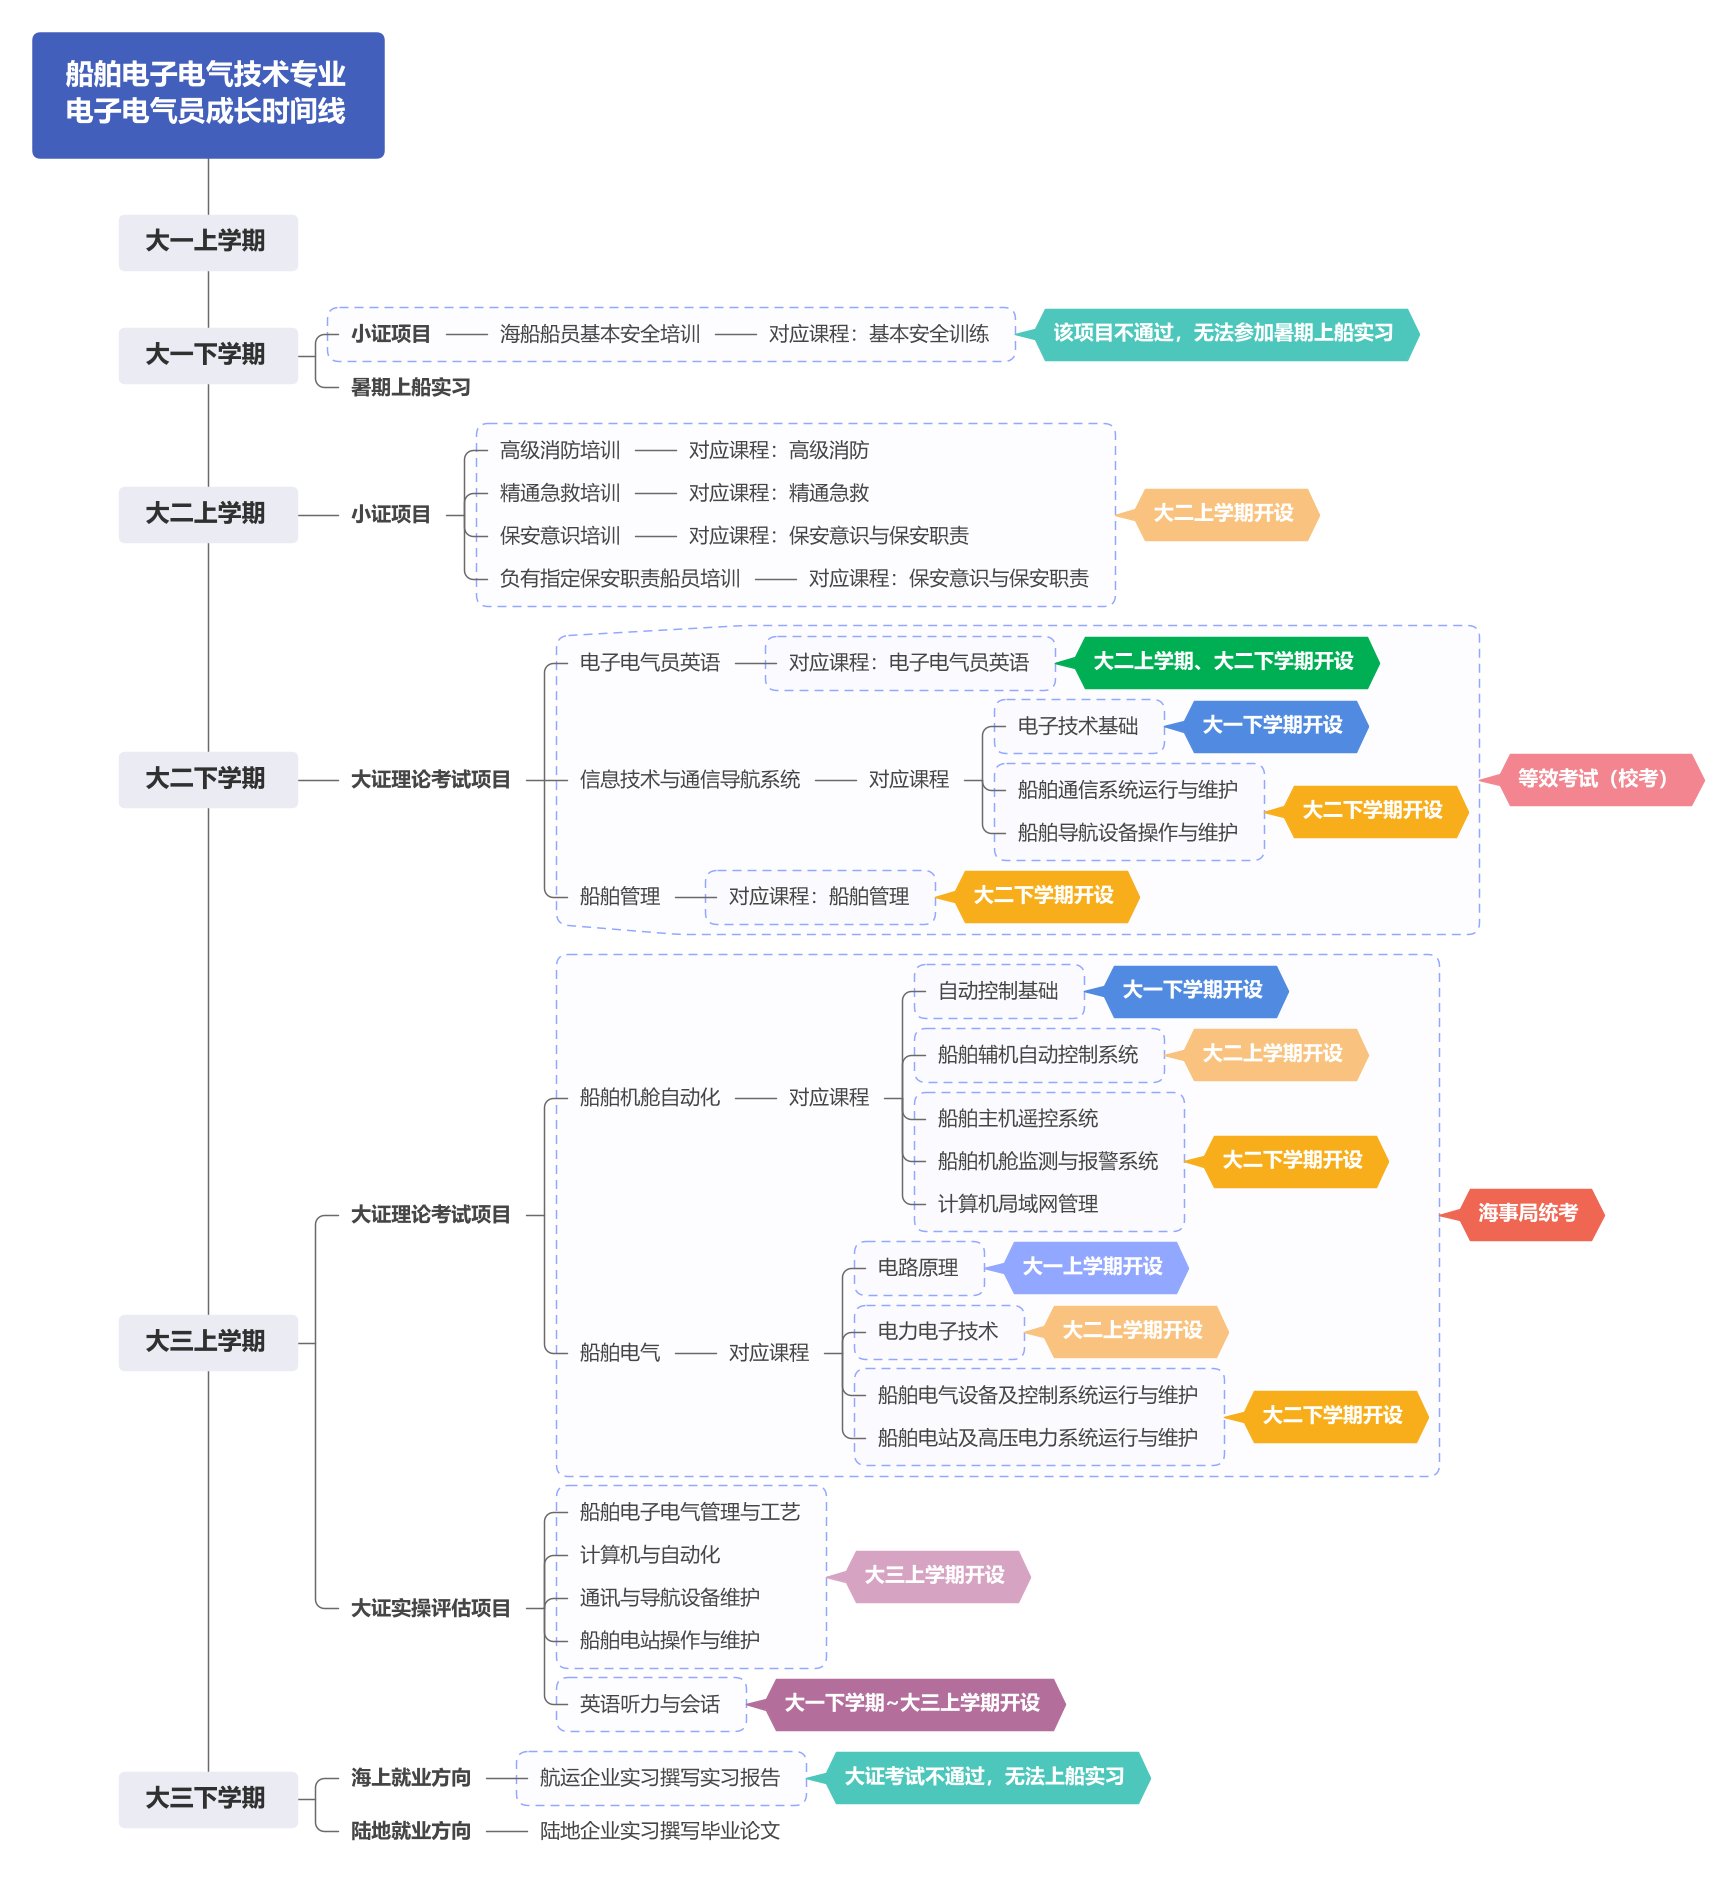 船舶电子电气技术专业
电子电气员成长时间线
大一上学期
大一下学期
小证项目
海船船员基本安全培训
对应课程：基本安全训练
该项目不通过，无法参加暑期上船实习
暑期上船实习
大二上学期
小证项目
高级消防培训
对应课程：高级消防
精通急救培训
对应课程：精通急救
保安意识培训
对应课程：保安意识与保安职责
负有指定保安职责船员培训
对应课程：保安意识与保安职责
大二上学期开设
大二下学期
大证理论考试项目
电子电气员英语
对应课程：电子电气员英语
大二上学期、大二下学期开设
信息技术与通信导航系统
对应课程
电子技术基础
大一下学期开设
船舶通信系统运行与维护
船舶导航设备操作与维护
大二下学期开设
船舶管理
对应课程：船舶管理
大二下学期开设
等效考试（校考）
大三上学期
大证理论考试项目
船舶机舱自动化
对应课程
自动控制基础
大一下学期开设
船舶辅机自动控制系统
大二上学期开设
船舶主机遥控系统
船舶机舱监测与报警系统
计算机局域网管理
大二下学期开设
船舶电气
对应课程
电路原理
大一上学期开设
电力电子技术
大二上学期开设
船舶电气设备及控制系统运行与维护
船舶电站及高压电力系统运行与维护
大二下学期开设
海事局统考
大证实操评估项目
船舶电子电气管理与工艺
计算机与自动化
通讯与导航设备维护
船舶电站操作与维护
大三上学期开设
英语听力与会话
大一下学期~大三上学期开设
大三下学期
海上就业方向
航运企业实习撰写实习报告
大证考试不通过，无法上船实习
陆地就业方向
陆地企业实习撰写毕业论文